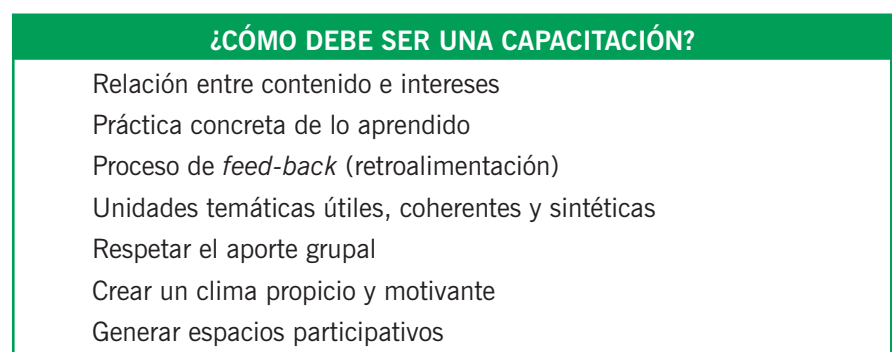 ¿CÓMO DEBE SER UNA CAPACITACIÓN?
Relación entre contenido e intereses
Práctica concreta de lo aprendido
Proceso de feed-back (retroalimentación)
Unidades temáticas útiles, coherentes y sintéticas
Respetar el aporte grupal
Crear un clima propicio y motivante
Generar espacios participativos